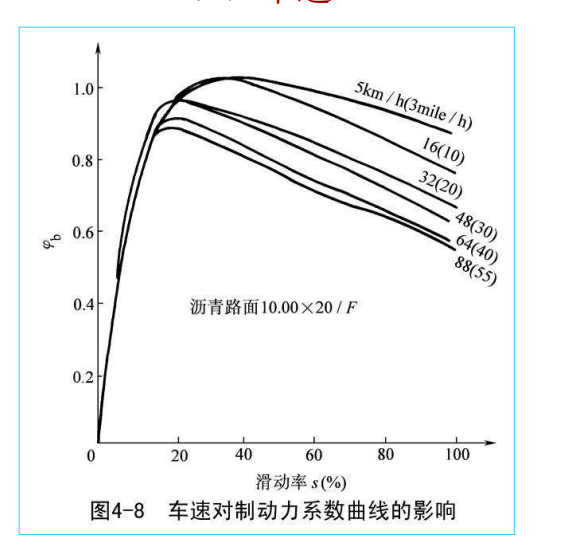 1.0
0.8
0.6
0.4
0.2
φb
5km / h(3mile / h)
16(10)
32(20)
48(30)
64(40)
88(55)
沥青路面10.00×20 / F
0 20 40 60 80 100
滑动率 s(%)
图4-8 车速对制动力系数曲线的影响